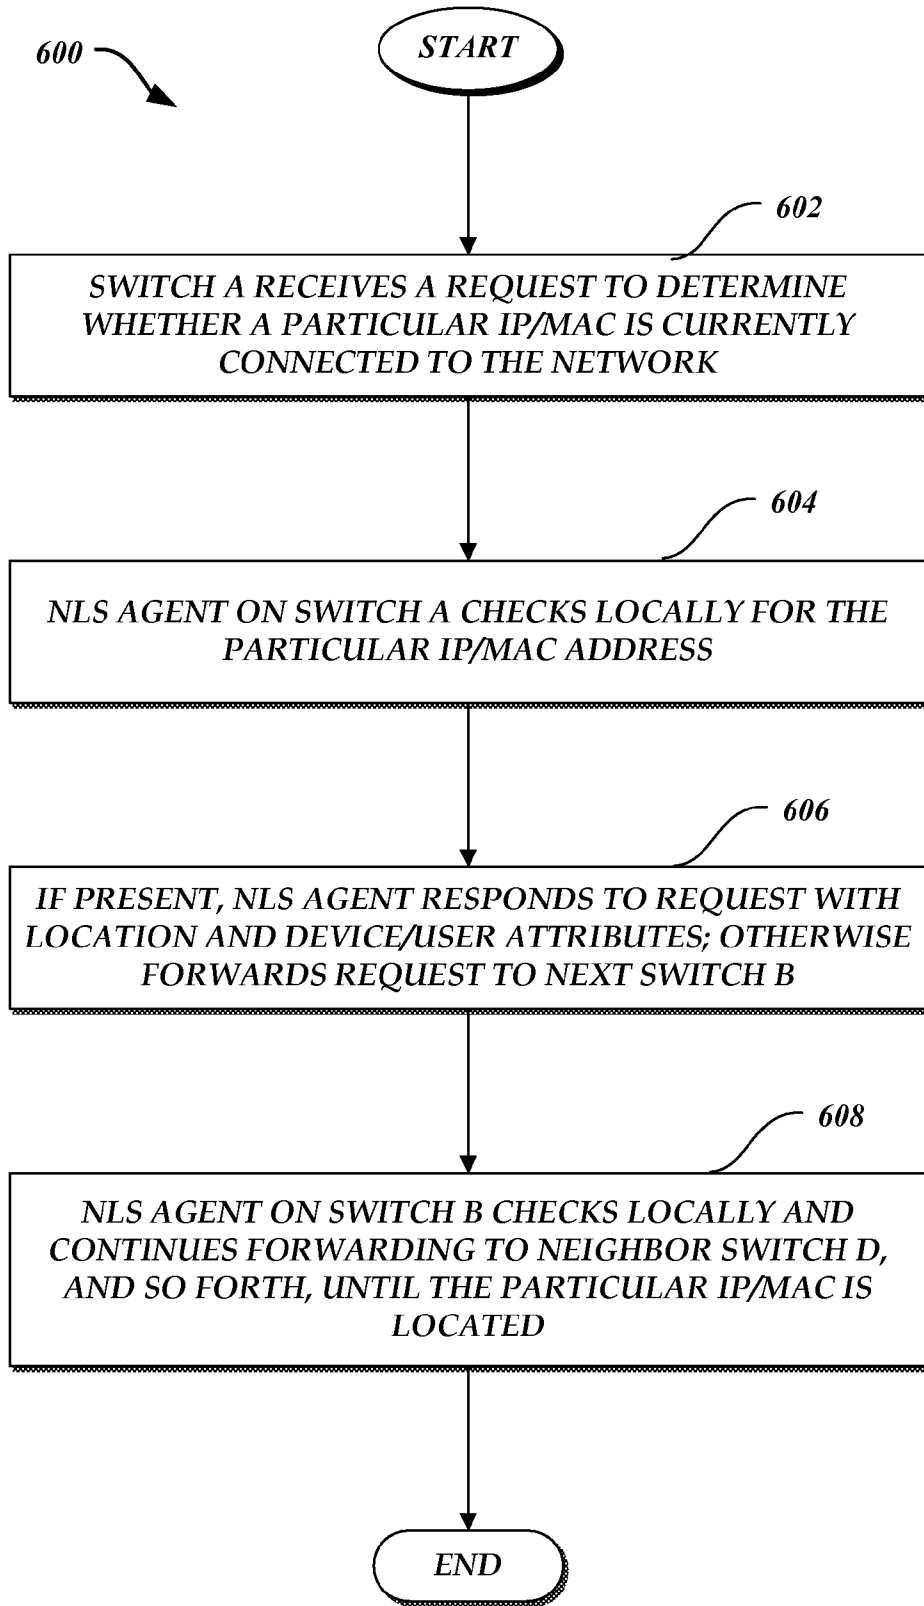 START
600
602
SWITCH A RECEIVES A REQUEST TO DETERMINE
WHETHER A PARTICULAR IP/MAC IS CURRENTLY
CONNECTED TO THE NETWORK
604
NLS AGENT ON SWITCH A CHECKS LOCALLY FOR THE
PARTICULAR IP/MAC ADDRESS
606
IF PRESENT, NLS AGENT RESPONDS TO REQUEST WITH
LOCATION AND DEVICE/USER ATTRIBUTES; OTHERWISE
FORWARDS REQUEST TO NEXT SWITCH B
608
NLS AGENT ON SWITCH B CHECKS LOCALLY AND
CONTINUES FORWARDING TO NEIGHBOR SWITCH D,
AND SO FORTH, UNTIL THE PARTICULAR IP/MAC IS
LOCATED
END